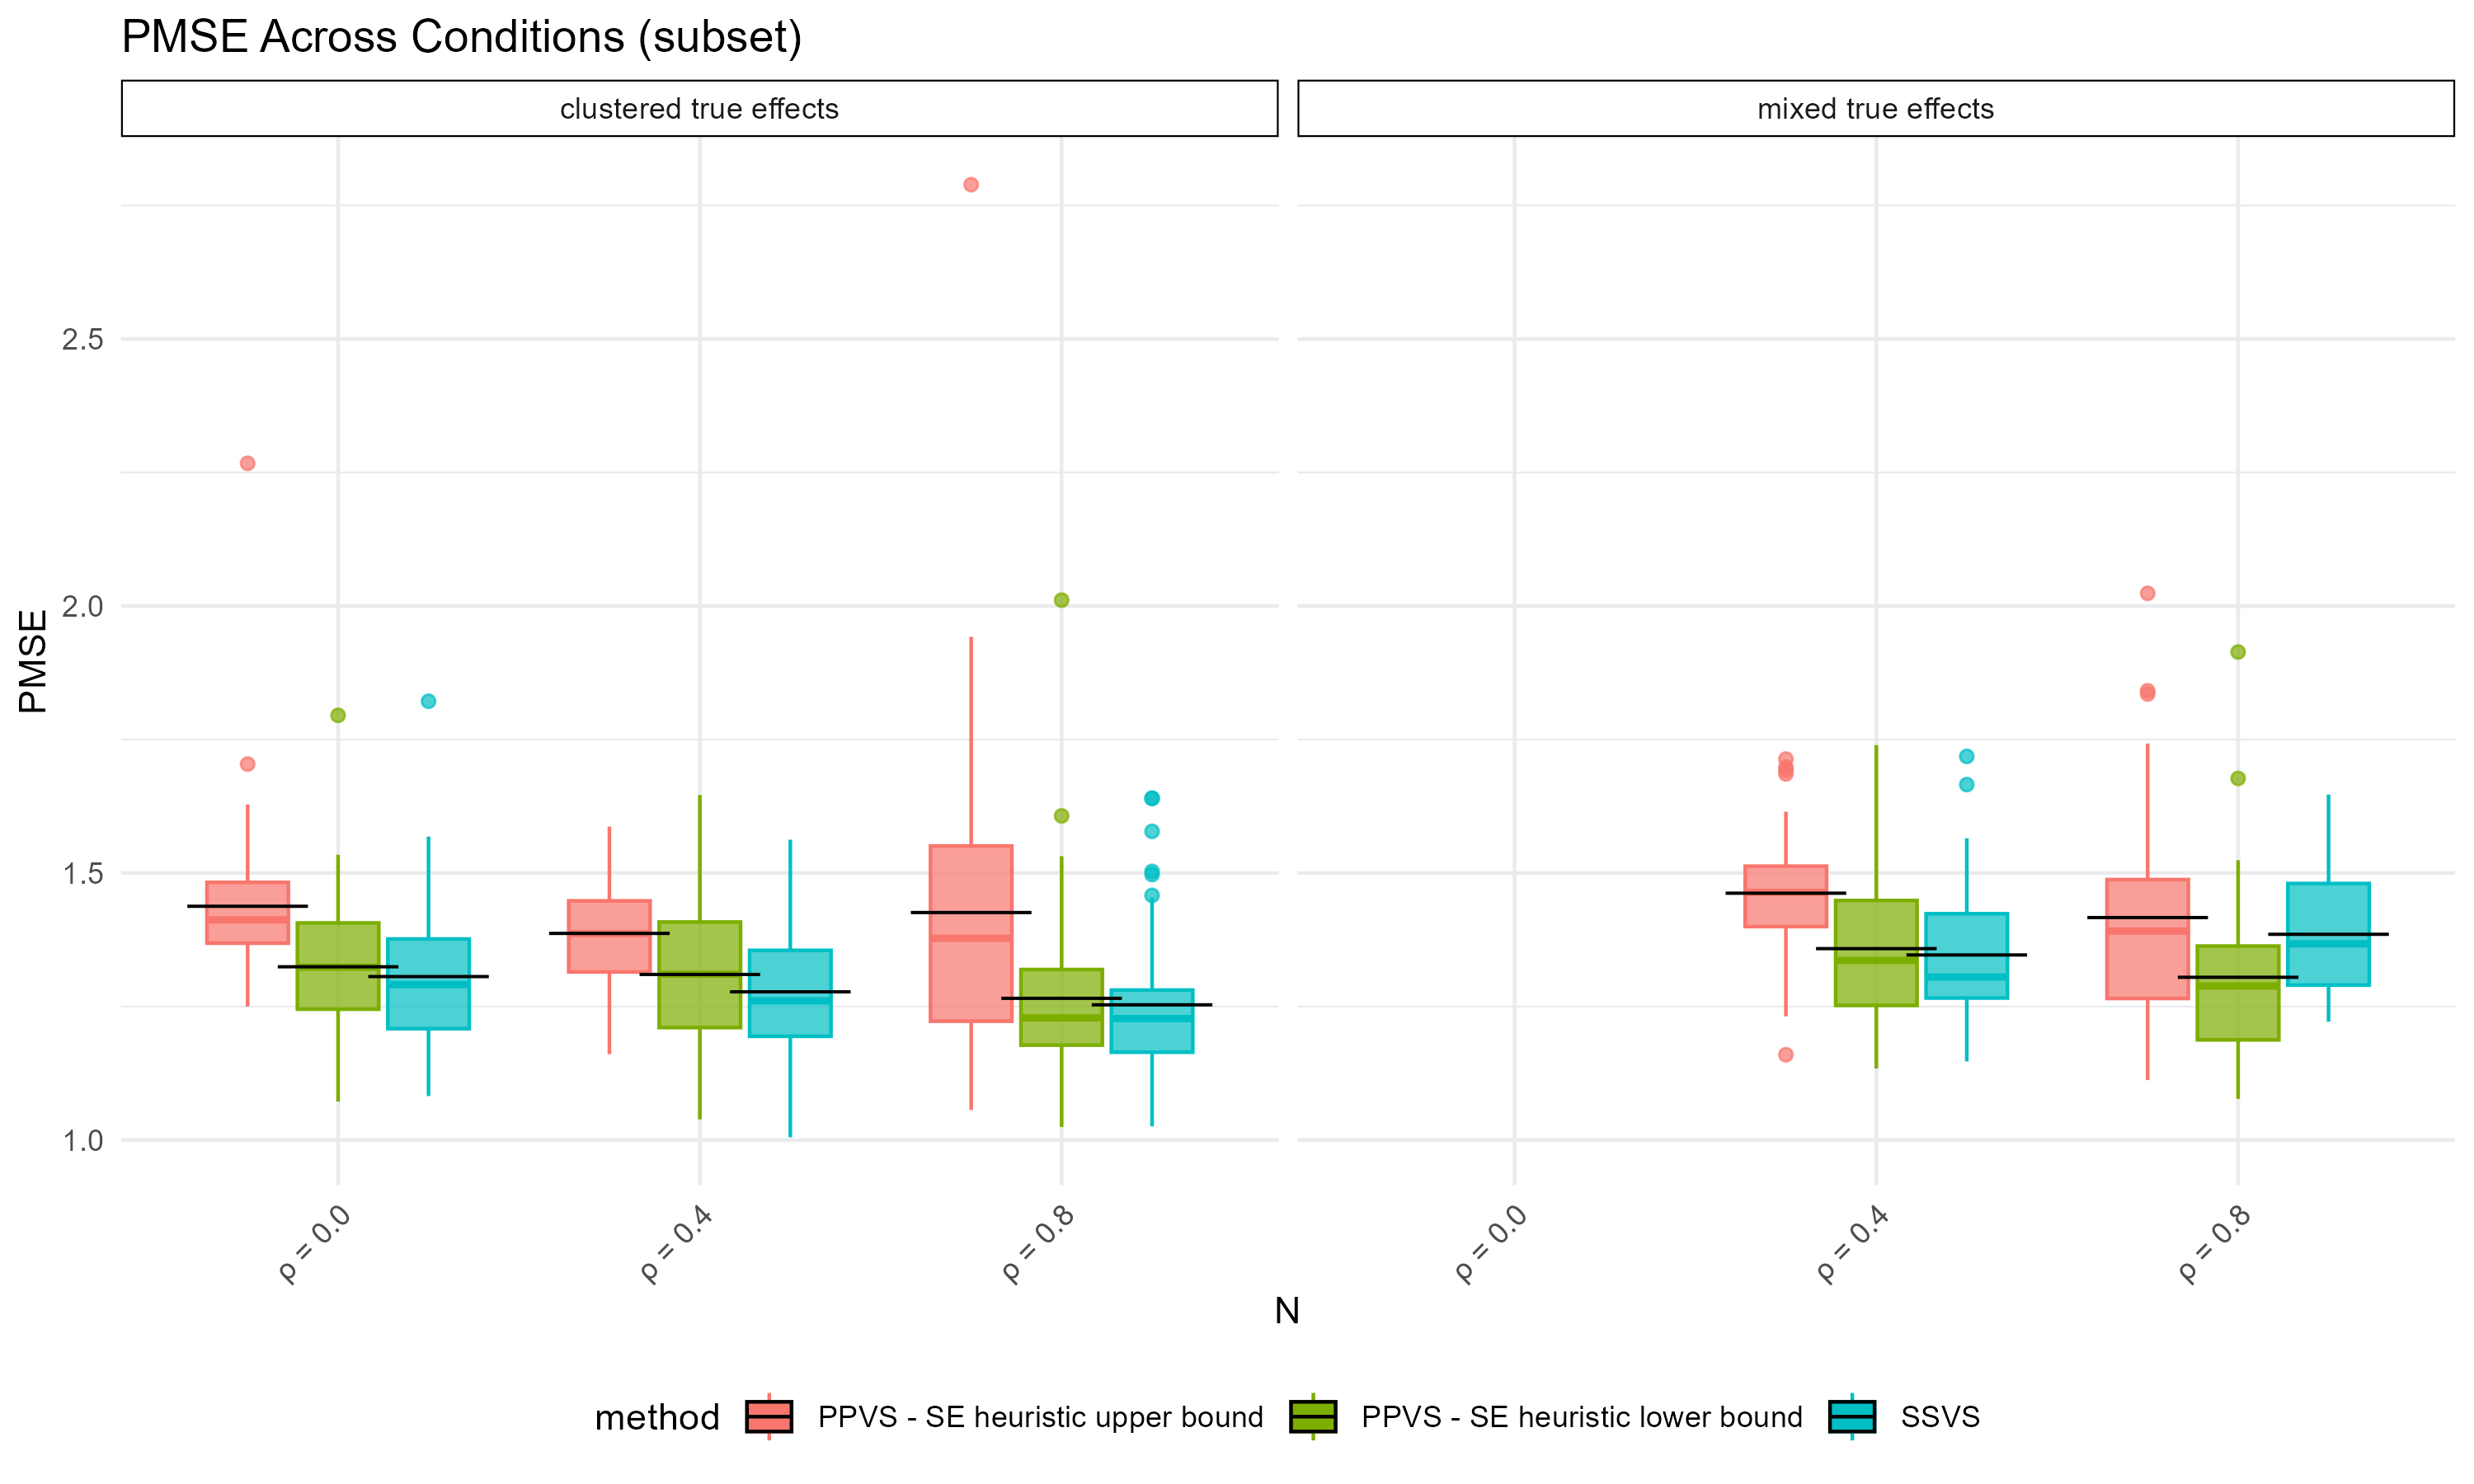 PMSE Across Conditions (subset)
clustered true effects
mixed true effects
PMSE
2.5
2.0
1.5
1.0
ρ = 0.0
ρ = 0.4
ρ = 0.8
ρ = 0.0
ρ = 0.4
ρ = 0.8
N
method PPVS - SE heuristic upper bound PPVS - SE heuristic lower bound SSVS